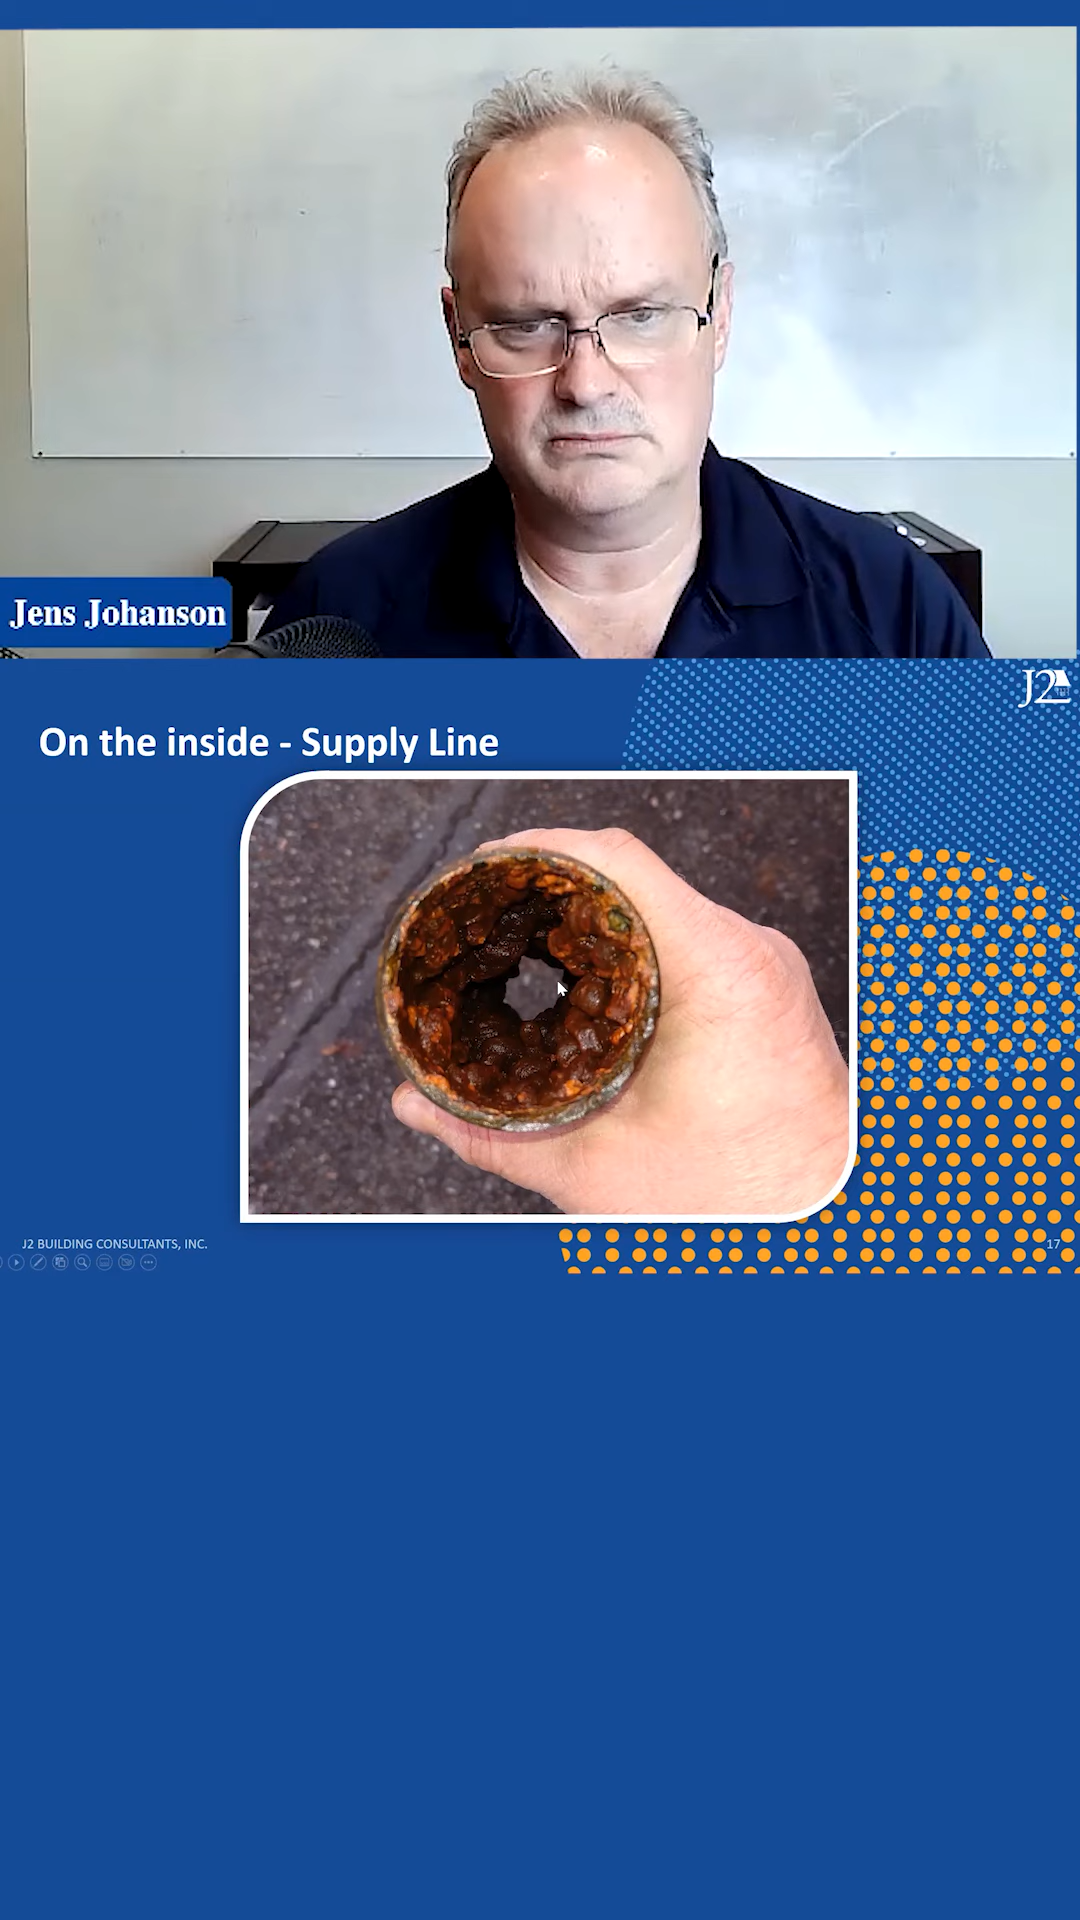 Jens Johanson
J2
On the inside - Supply Line
J2 BUILDING CONSULTANTS, INC.
17